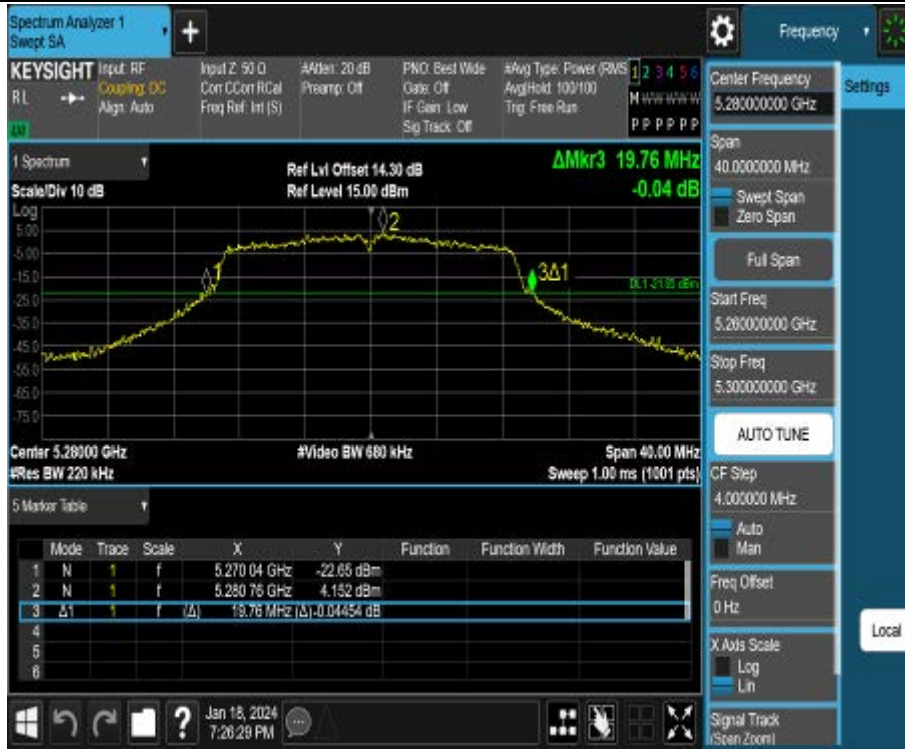 Spectrum Analyzer 1
Swept SA
+
Frequency
KEYSIGHT
RL
Input: RF
Coupling: DC
Align: Auto
Input Z: 50 Ω
Corr CCorr RCal
Freq Ref: Int (S)
#Atten: 20 dB
Preamp: Off
PNO: Best Wide
Gate: Off
IF Gain: Low
Sig Track: Off
#Avg Type: Power (RMS
Avg|Hold: 100/100
Trig: Free Run
1 2 3 4 5 6
M W W W W W
P P P P P P
1 Spectrum
Scale/Div 10 dB
Ref Lvl Offset 14.30 dB
Ref Level 15.00 dBm
ΔMkr3 19.76 MHz
-0.04 dB
Log
5.00
-5.00
-15.0
-25.0
-35.0
-45.0
-55.0
-65.0
-75.0
1
2
3Δ1
Center 5.28000 GHz
#Res BW 220 kHz
#Video BW 680 kHz
Span 40.00 MHz
Sweep 1.00 ms (1001 pts)
5 Marker Table
Mode Trace Scale X Y Function Function Width Function Value
1 N 1 f 5.270 04 GHz -22.65 dBm
2 N 1 f 5.280 76 GHz 4.152 dBm
3 Δ1 1 f (Δ) 19.76 MHz (Δ) -0.04454 dB
4
5
6
?
Jan 18, 2024
7:26:29 PM
Center Frequency
5.280000000 GHz
Settings
Span
40.0000000 MHz
Swept Span
Zero Span
Full Span
Start Freq
5.260000000 GHz
Stop Freq
5.300000000 GHz
AUTO TUNE
CF Step
4.000000 MHz
Auto
Man
Freq Offset
0 Hz
Local
X Axis Scale
Log
Lin
Signal Track
(Span Zoom)